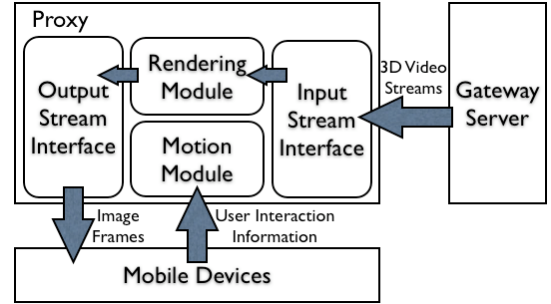 Proxy
Output
Stream
Interface
Rendering
Module
Motion
Module
Input
Stream
Interface
3D Video
Streams
Gateway
Server
Image
Frames
User Interaction
Information
Mobile Devices